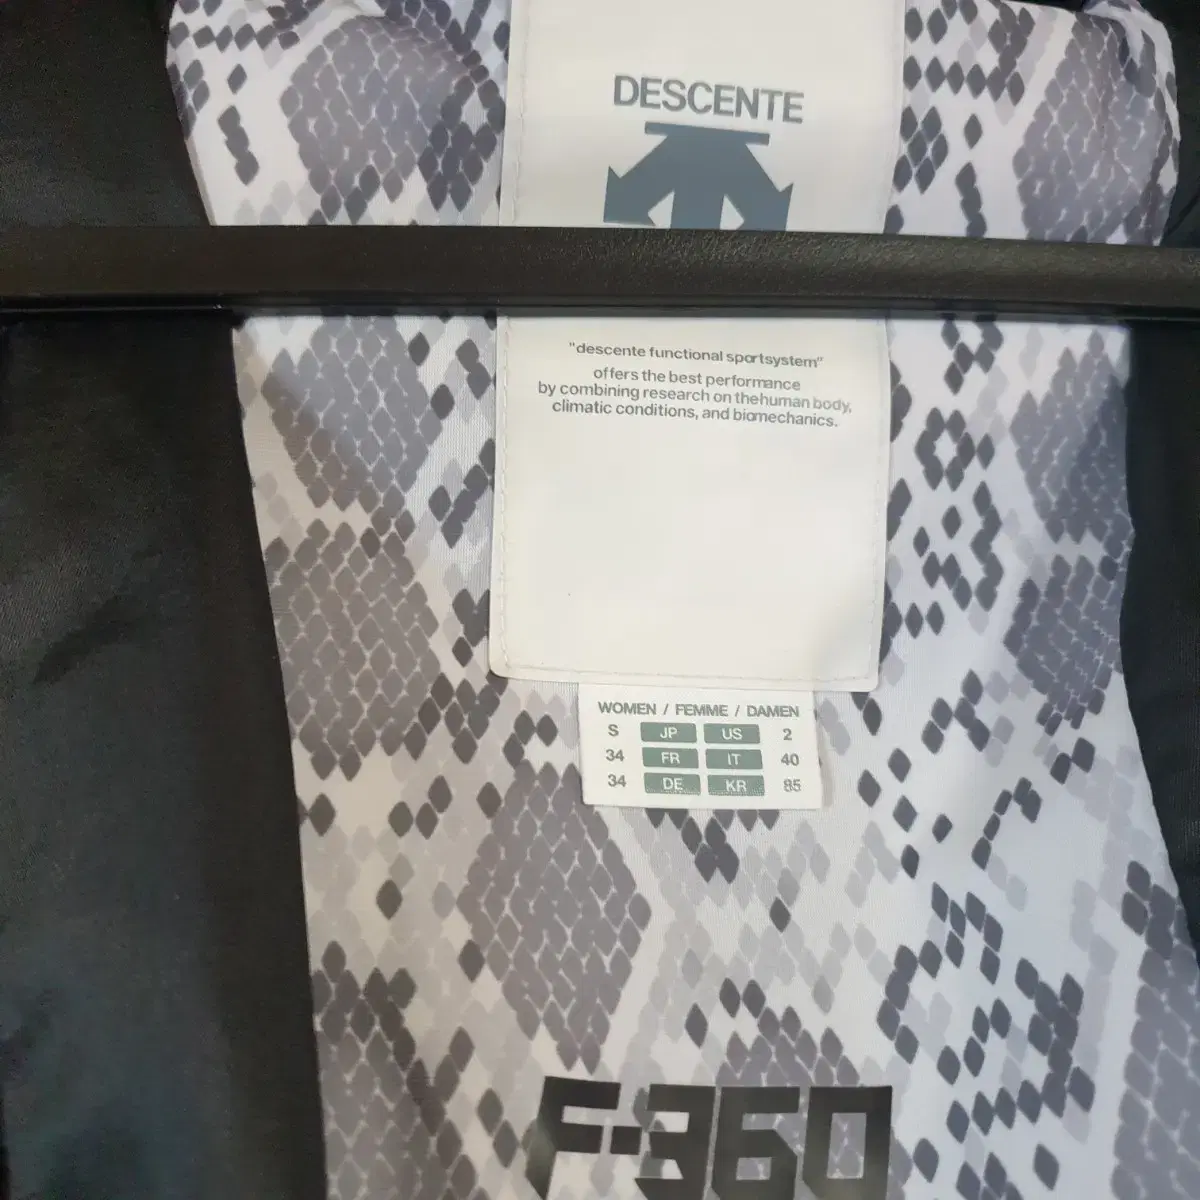 DESCENTE
"descente functional sportsystem"
offers the best performance
by combining research on thehuman body,
climatic conditions, and biomechanics.
WOMEN / FEMME / DAMEN
S JP US 2
34 FR IT 40
34 DE KR 85
F-360